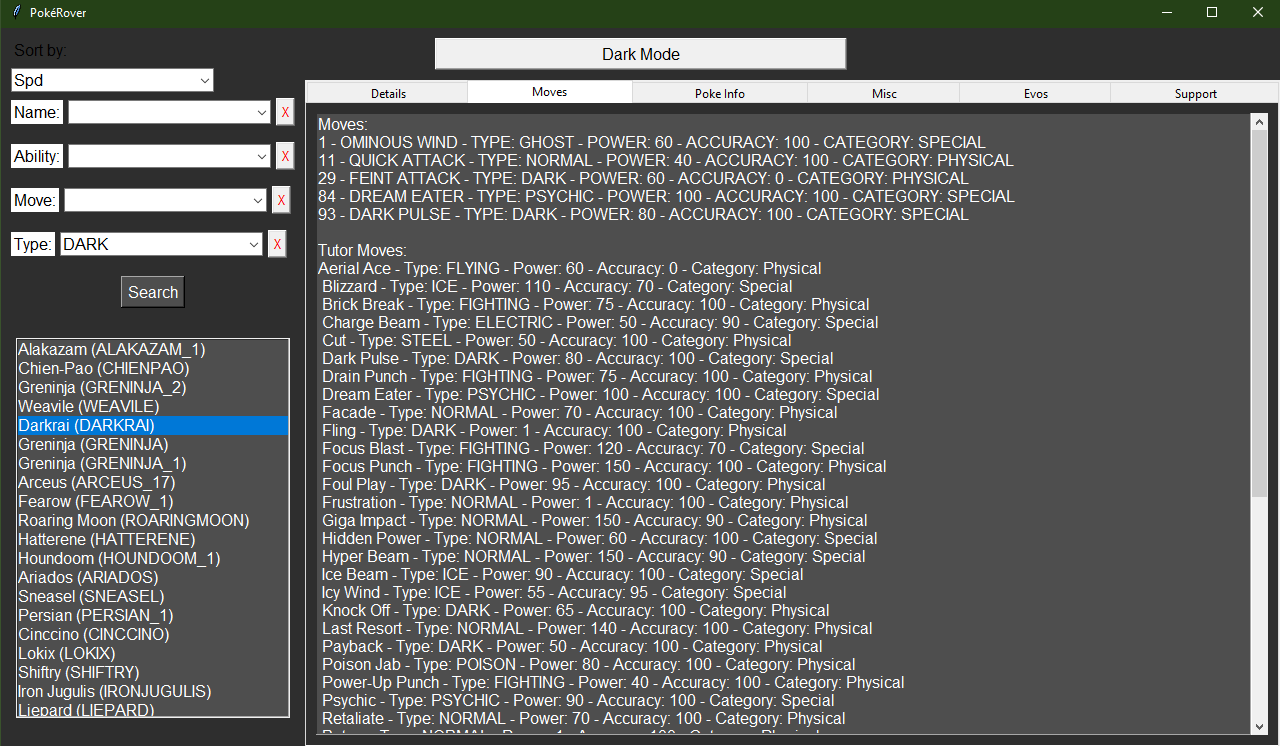 PokéRover
Sort by:
Spd
Name:
X
Ability:
X
Move:
X
Type:
DARK
X
Search
Alakazam (ALAKAZAM_1)
Chien-Pao (CHIENPAO)
Greninja (GRENINJA_2)
Weavile (WEAVILE)
Darkrai (DARKRAI)
Greninja (GRENINJA)
Greninja (GRENINJA_1)
Arceus (ARCEUS_17)
Fearow (FEAROW_1)
Roaring Moon (ROARINGMOON)
Hatterene (HATTERENE)
Houndoom (HOUNDOOM_1)
Ariados (ARIADOS)
Sneasel (SNEASEL)
Persian (PERSIAN_1)
Cinccino (CINCCINO)
Lokix (LOKIX)
Shiftry (SHIFTRY)
Iron Jugulis (IRONJUGULIS)
Liepard (LIEPARD)
Dark Mode
Details
Moves
Poke Info
Misc
Evos
Support
Moves:
1 - OMINOUS WIND - TYPE: GHOST - POWER: 60 - ACCURACY: 100 - CATEGORY: SPECIAL
11 - QUICK ATTACK - TYPE: NORMAL - POWER: 40 - ACCURACY: 100 - CATEGORY: PHYSICAL
29 - FEINT ATTACK - TYPE: DARK - POWER: 60 - ACCURACY: 0 - CATEGORY: PHYSICAL
84 - DREAM EATER - TYPE: PSYCHIC - POWER: 100 - ACCURACY: 100 - CATEGORY: SPECIAL
93 - DARK PULSE - TYPE: DARK - POWER: 80 - ACCURACY: 100 - CATEGORY: SPECIAL
Tutor Moves:
Aerial Ace - Type: FLYING - Power: 60 - Accuracy: 0 - Category: Physical
Blizzard - Type: ICE - Power: 110 - Accuracy: 70 - Category: Special
Brick Break - Type: FIGHTING - Power: 75 - Accuracy: 100 - Category: Physical
Charge Beam - Type: ELECTRIC - Power: 50 - Accuracy: 90 - Category: Special
Cut - Type: STEEL - Power: 50 - Accuracy: 100 - Category: Physical
Dark Pulse - Type: DARK - Power: 80 - Accuracy: 100 - Category: Special
Drain Punch - Type: FIGHTING - Power: 75 - Accuracy: 100 - Category: Physical
Dream Eater - Type: PSYCHIC - Power: 100 - Accuracy: 100 - Category: Special
Facade - Type: NORMAL - Power: 70 - Accuracy: 100 - Category: Physical
Fling - Type: DARK - Power: 1 - Accuracy: 100 - Category: Physical
Focus Blast - Type: FIGHTING - Power: 120 - Accuracy: 70 - Category: Special
Focus Punch - Type: FIGHTING - Power: 150 - Accuracy: 100 - Category: Physical
Foul Play - Type: DARK - Power: 95 - Accuracy: 100 - Category: Physical
Frustration - Type: NORMAL - Power: 1 - Accuracy: 100 - Category: Physical
Giga Impact - Type: NORMAL - Power: 150 - Accuracy: 90 - Category: Physical
Hidden Power - Type: NORMAL - Power: 60 - Accuracy: 100 - Category: Special
Hyper Beam - Type: NORMAL - Power: 150 - Accuracy: 90 - Category: Special
Ice Beam - Type: ICE - Power: 90 - Accuracy: 100 - Category: Special
Icy Wind - Type: ICE - Power: 55 - Accuracy: 95 - Category: Special
Knock Off - Type: DARK - Power: 65 - Accuracy: 100 - Category: Physical
Last Resort - Type: NORMAL - Power: 140 - Accuracy: 100 - Category: Physical
Payback - Type: DARK - Power: 50 - Accuracy: 100 - Category: Physical
Poison Jab - Type: POISON - Power: 80 - Accuracy: 100 - Category: Physical
Power-Up Punch - Type: FIGHTING - Power: 40 - Accuracy: 100 - Category: Physical
Psychic - Type: PSYCHIC - Power: 90 - Accuracy: 100 - Category: Special
Retaliate - Type: NORMAL - Power: 70 - Accuracy: 100 - Category: Physical